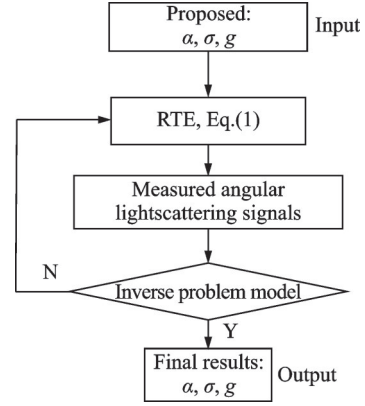 Proposed:
α, σ, g
Input
RTE, Eq.(1)
Measured angular
lightscattering signals
N
Inverse problem model
Y
Final results:
α, σ, g
Output